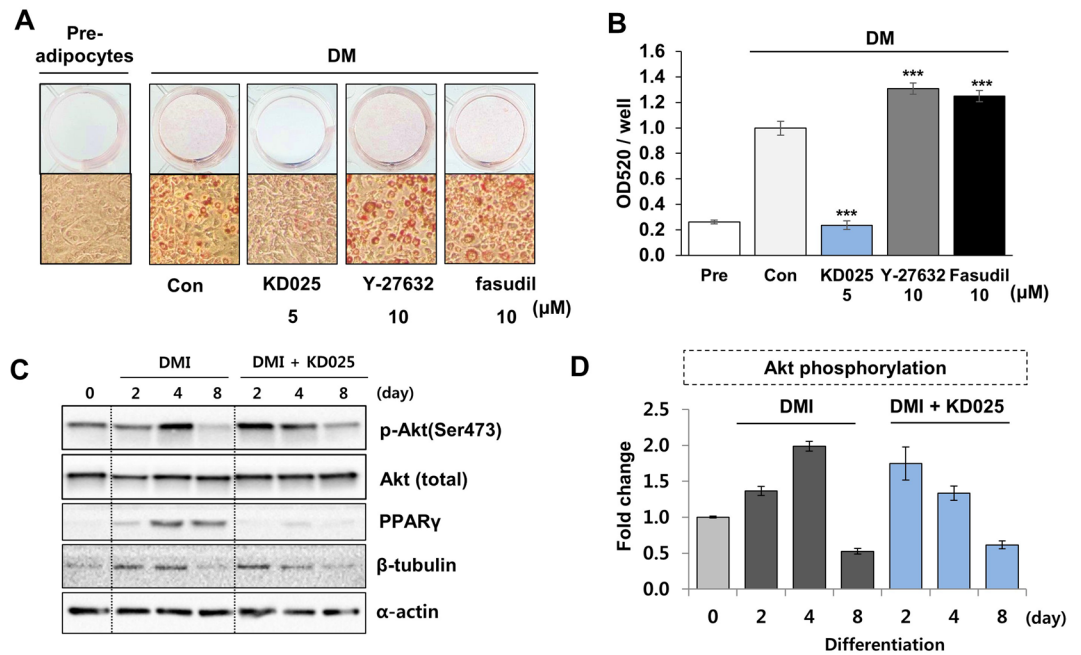 A
Pre-
adipocytes
DM
Con
KD025
Y-27632
fasudil
5
10
10
(μM)
B
DM
OD520 / well
1.6
1.4
1.2
1.0
0.8
0.6
0.4
0.2
0.0
***
***
***
Pre
Con
KD025
Y-27632
Fasudil
5
10
10
(μM)
C
DMI
DMI + KD025
0
2
4
8
2
4
8
(day)
p-Akt(Ser473)
Akt (total)
PPARγ
β-tubulin
α-actin
D
Akt phosphorylation
DMI
DMI + KD025
Fold change
2.5
2.0
1.5
1.0
0.5
0.0
0
2
4
8
2
4
8
(day)
Differentiation